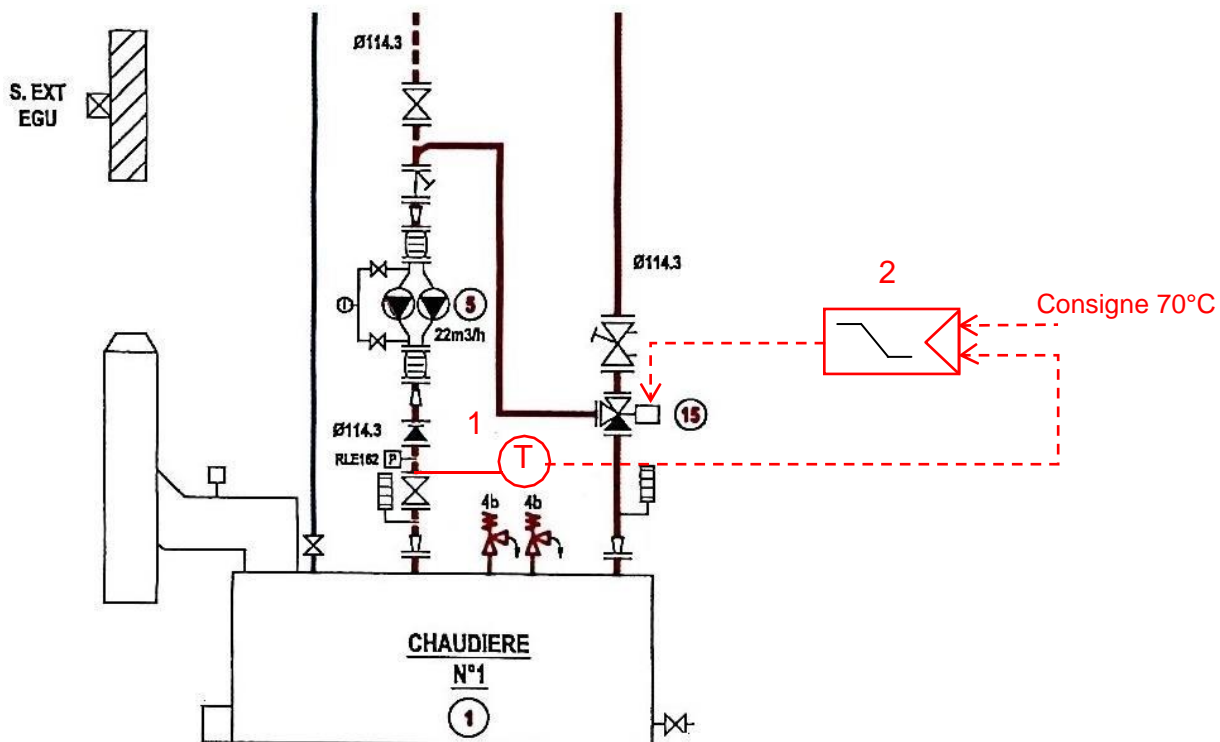 Ø114.3
S. EXT
EGU
Ø114.3
2
Consigne 70°C
5
22m3/h
15
1
Ø114.3
T
RLE162 P
4b 4b
CHAUDIERE
N°1
1